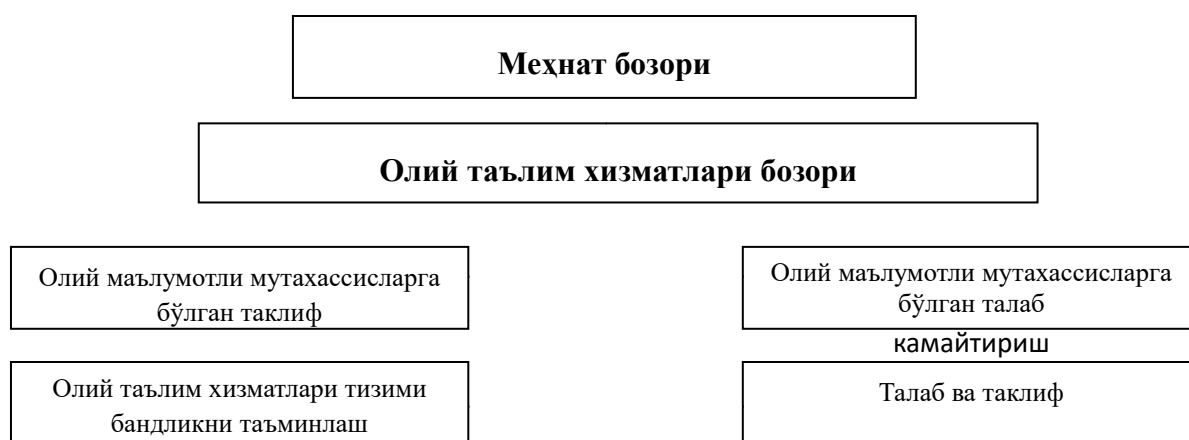 Меҳнат бозори
Олий таълим хизматлари бозори
Олий маълумотли мутахассисларга
бўлган таклиф
Олий маълумотли мутахассисларга
бўлган талаб
камайтириш
Олий таълим хизматлари тизими
бандликни таъминлаш
Талаб ва таклиф